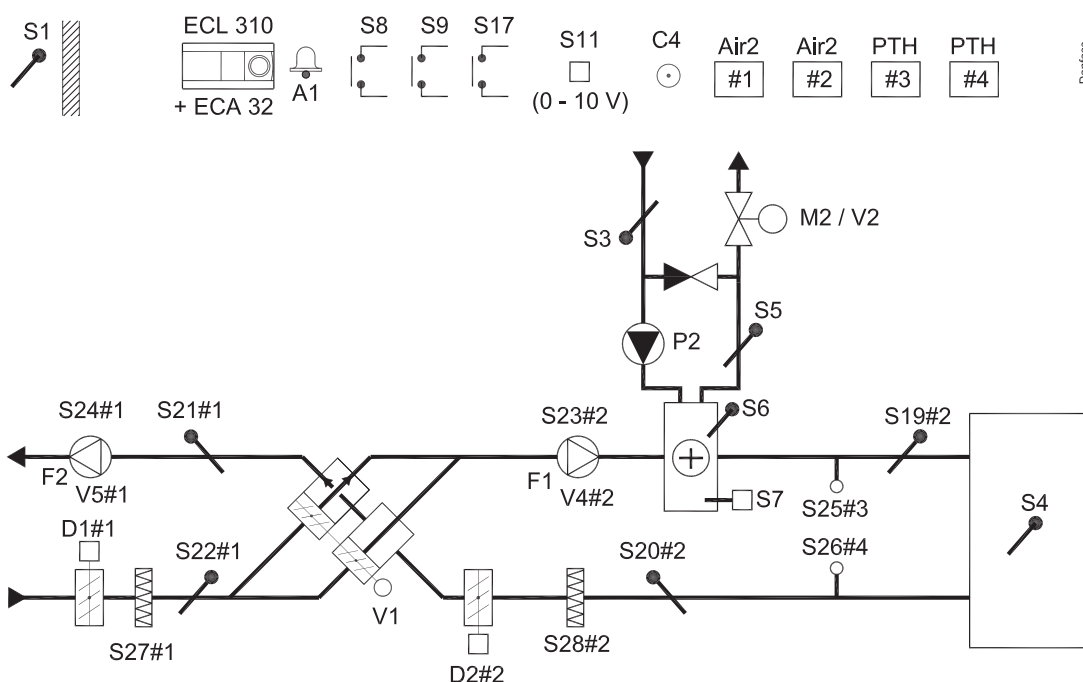 S1
ECL 310
+ ECA 32
A1
S8
S9
S17
S11
(0 - 10 V)
C4
Air2
#1
Air2
#2
PTH
#3
PTH
#4
Danfoss
S3
M2 / V2
P2
S5
S24#1
S21#1
S23#2
S6
S19#2
F2
V5#1
F1
V4#2
S7
S25#3
D1#1
S22#1
S20#2
S26#4
S4
S27#1
V1
D2#2
S28#2